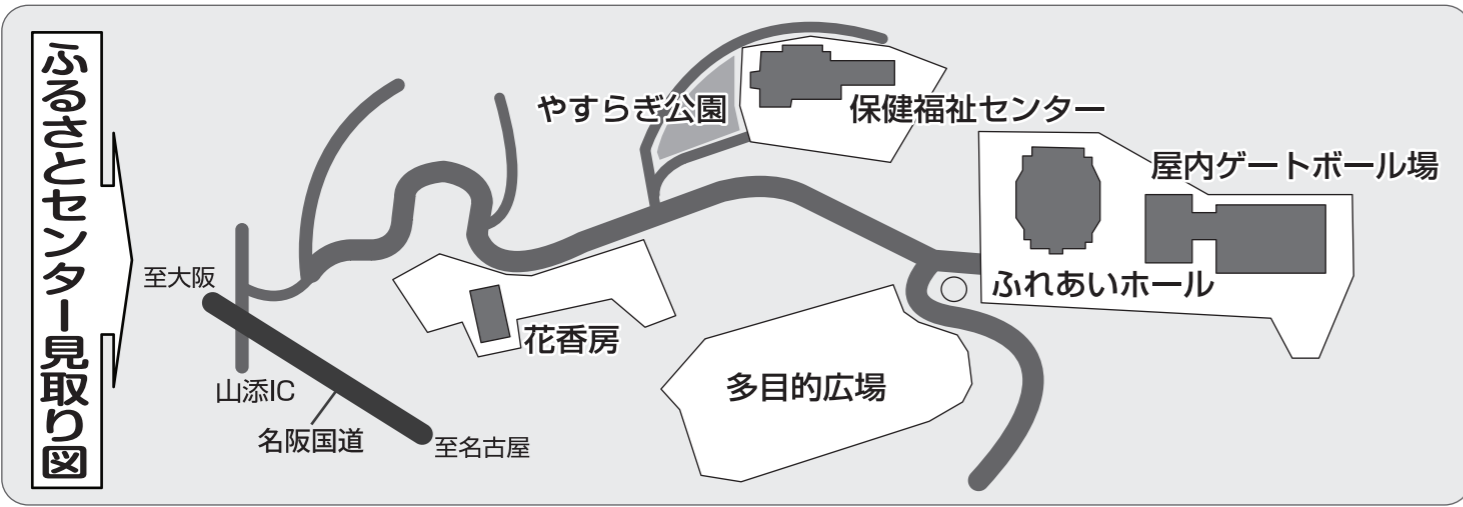 ふるさとセンター見取り図
やすらぎ公園
保健福祉センター
屋内ゲートボール場
ふれあいホール
至大阪
花香房
多目的広場
山添IC
名阪国道
至名古屋